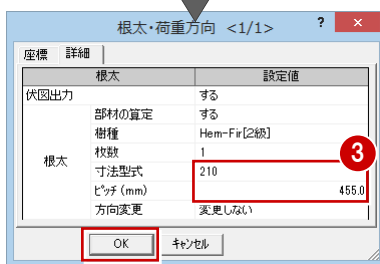 根太・荷重方向 <1/1> ? ×
座標 詳細
根太 設定値
伏図出力 する
部材の算定 する
樹種 Hem-Fir[2級]
根太 枚数 1
寸法型式 210
ﾋﾟｯﾁ (mm) 455.0
方向変更 変更しない
3
OK ｷｬﾝｾﾙ